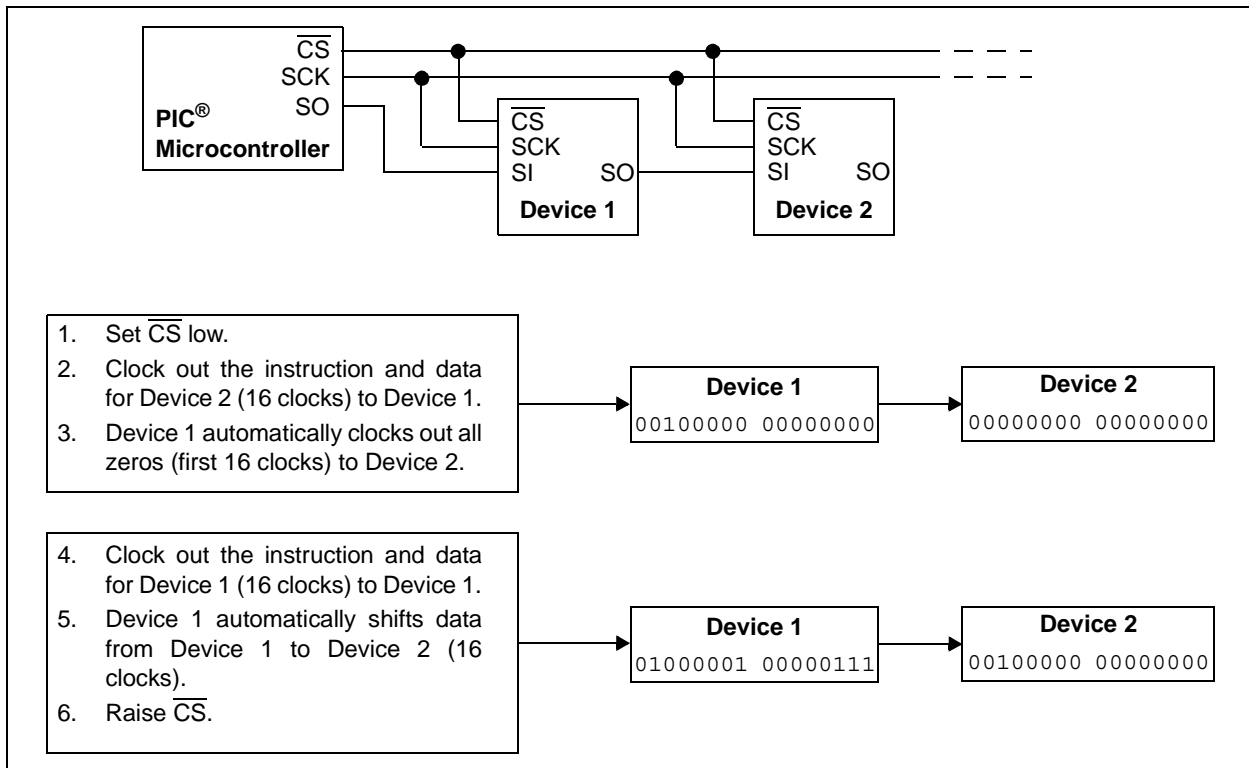 CS
SCK
SO
PIC®
Microcontroller
CS
SCK
SI SO
Device 1
CS
SCK
SI SO
Device 2
1. Set CS low.
2. Clock out the instruction and data
for Device 2 (16 clocks) to Device 1.
3. Device 1 automatically clocks out all
zeros (first 16 clocks) to Device 2.
Device 1
00100000 00000000
Device 2
00000000 00000000
4. Clock out the instruction and data
for Device 1 (16 clocks) to Device 1.
5. Device 1 automatically shifts data
from Device 1 to Device 2 (16
clocks).
6. Raise CS.
Device 1
01000001 00000111
Device 2
00100000 00000000